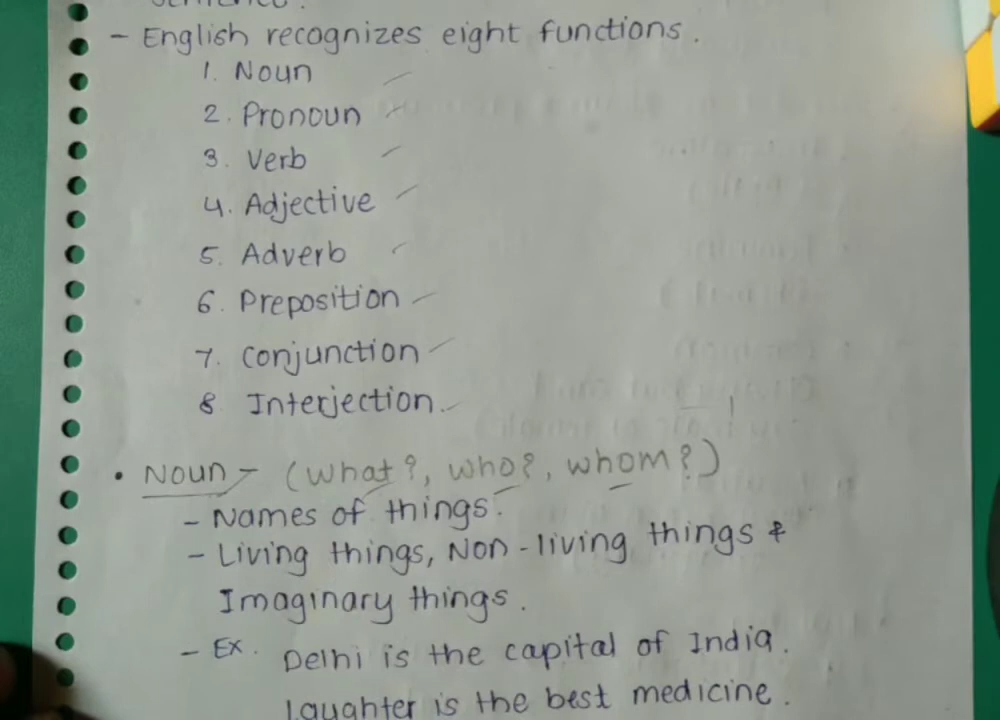 sentence.
- English recognizes eight functions.
1. Noun
2. Pronoun
3. Verb
4. Adjective
5. Adverb
6. Preposition
7. Conjunction
8 Interjection.
• Noun - (what?, who?, whom?)
- Names of things.
- Living things, Non-living things &
Imaginary things.
- Ex. Delhi is the capital of India.
Laughter is the best medicine.